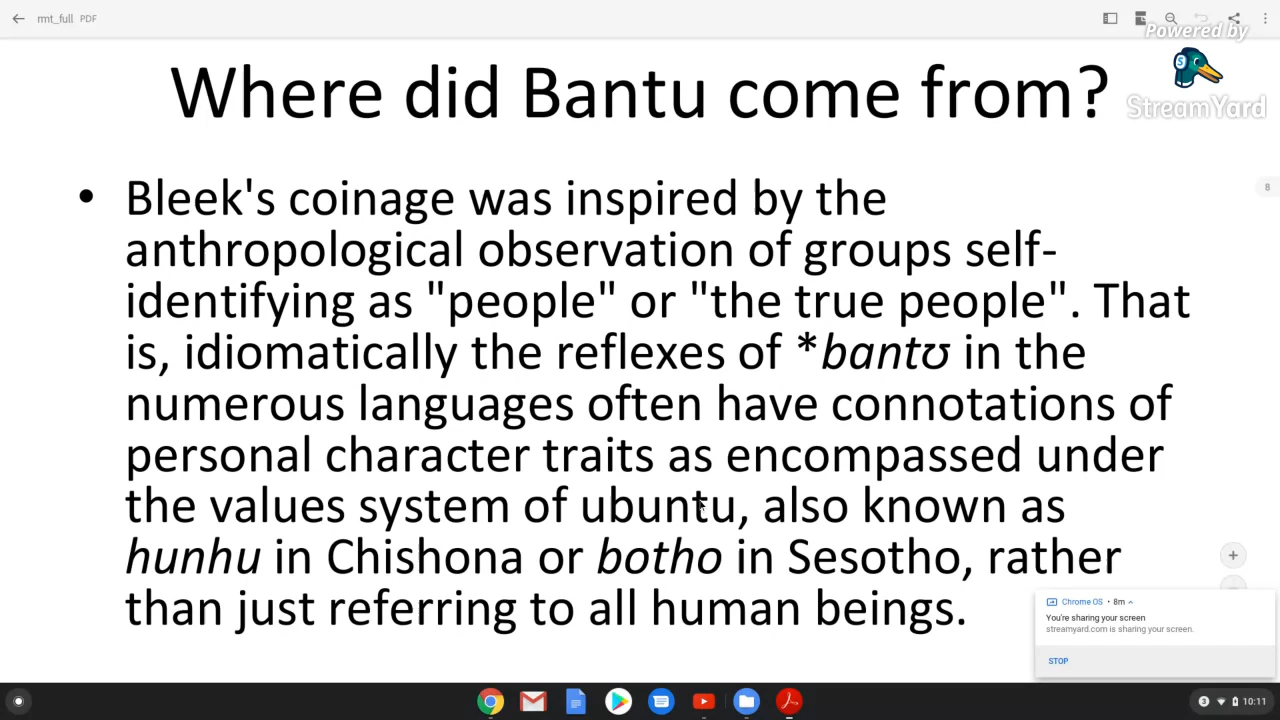 rmt_full PDF
Powered by
StreamYard
Where did Bantu come from?
8
• Bleek's coinage was inspired by the
anthropological observation of groups self-
identifying as "people" or "the true people". That
is, idiomatically the reflexes of *bantʊ in the
numerous languages often have connotations of
personal character traits as encompassed under
the values system of ubuntu, also known as
hunhu in Chishona or botho in Sesotho, rather
than just referring to all human beings.
Chrome OS • 8m
You're sharing your screen
streamyard.com is sharing your screen.
STOP
3 10:11